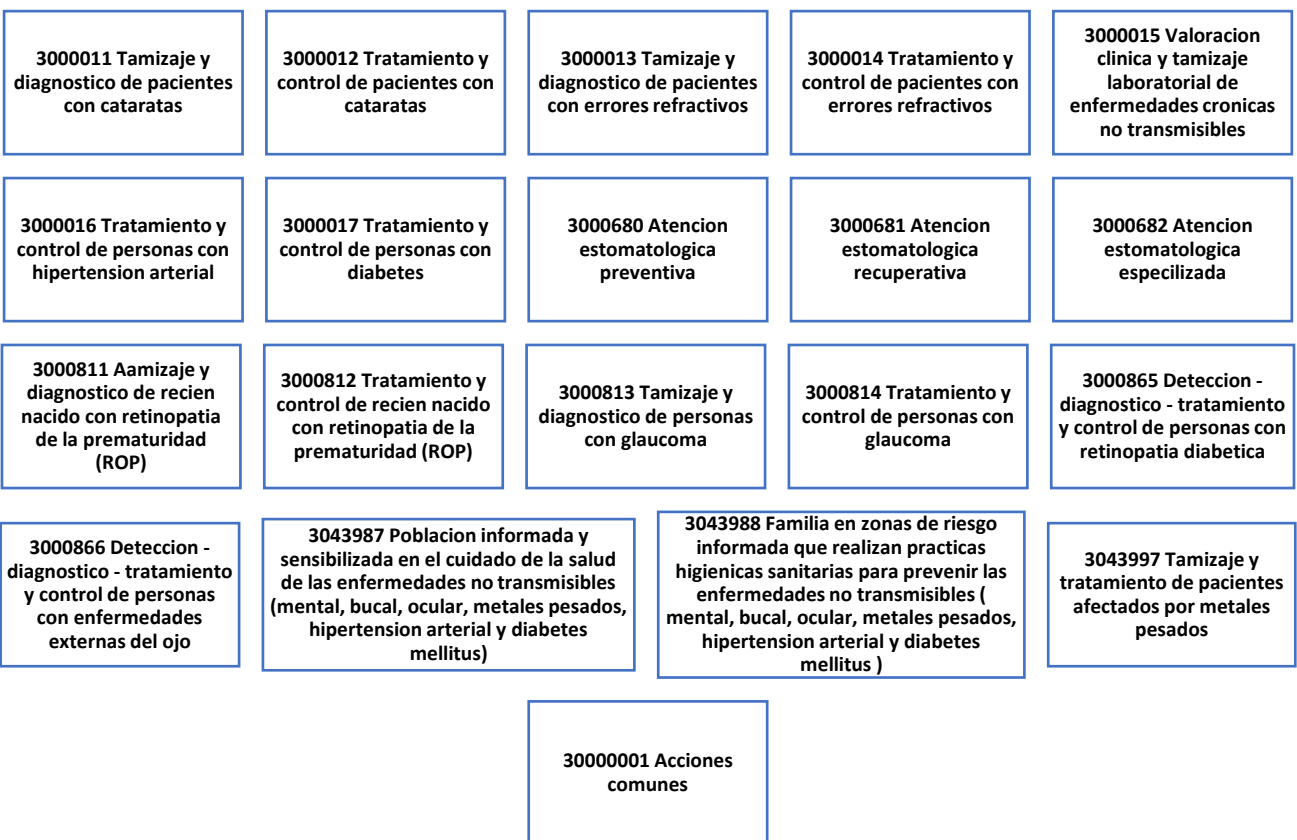 3000011 Tamizaje y
diagnostico de pacientes
con cataratas
3000012 Tratamiento y
control de pacientes con
cataratas
3000013 Tamizaje y
diagnostico de pacientes
con errores refractivos
3000014 Tratamiento y
control de pacientes con
errores refractivos
3000015 Valoracion
clinica y tamizaje
laboratorial de
enfermedades cronicas
no transmisibles
3000016 Tratamiento y
control de personas con
hipertension arterial
3000017 Tratamiento y
control de personas con
diabetes
3000680 Atencion
estomatologica
preventiva
3000681 Atencion
estomatologica
recuperativa
3000682 Atencion
estomatologica
especilizada
3000811 Aamizaje y
diagnostico de recien
nacido con retinopatia
de la prematuridad
(ROP)
3000812 Tratamiento y
control de recien nacido
con retinopatia de la
prematuridad (ROP)
3000813 Tamizaje y
diagnostico de personas
con glaucoma
3000814 Tratamiento y
control de personas con
glaucoma
3000865 Deteccion -
diagnostico - tratamiento
y control de personas con
retinopatia diabetica
3000866 Deteccion -
diagnostico - tratamiento
y control de personas
con enfermedades
externas del ojo
3043987 Poblacion informada y
sensibilizada en el cuidado de la salud
de las enfermedades no transmisibles
(mental, bucal, ocular, metales pesados,
hipertension arterial y diabetes
mellitus)
3043988 Familia en zonas de riesgo
informada que realizan practicas
higienicas sanitarias para prevenir las
enfermedades no transmisibles (
mental, bucal, ocular, metales pesados,
hipertension arterial y diabetes
mellitus )
3043997 Tamizaje y
tratamiento de pacientes
afectados por metales
pesados
30000001 Acciones
comunes